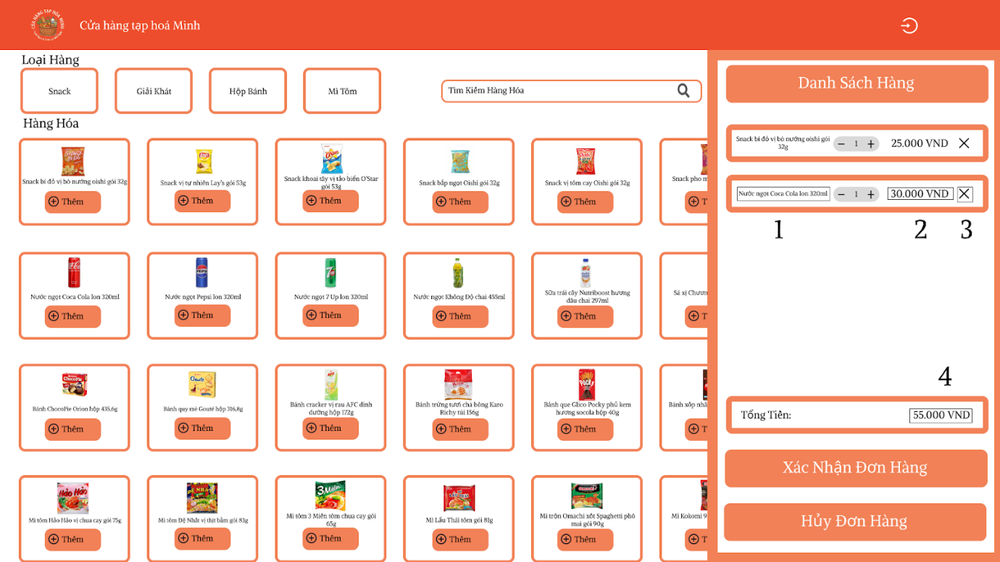 CỬA HÀNG TẠP HÓA MINH
Cửa hàng tạp hoá Minh
Loại Hàng
Snack
Giải Khát
Hộp Bánh
Mì Tôm
Tìm Kiếm Hàng Hóa
Hàng Hóa
Snack bí đỏ vị bò nướng oishi gói 32g
Thêm
Snack vị tự nhiên Lay's gói 53g
Thêm
Snack khoai tây vị tảo biển O'Star
gói 53g
Thêm
Snack bắp ngọt Oishi gói 32g
Thêm
Snack vị tôm cay Oishi gói 32g
Thêm
Snack pho m
T
Nước ngọt Coca Cola lon 320ml
Thêm
Nước ngọt Pepsi lon 320ml
Thêm
Nước ngọt 7 Up lon 320ml
Thêm
Nước ngọt Không Độ chai 455ml
Thêm
Sữa trái cây Nutriboost hương
dâu chai 297ml
Thêm
Sá xị Chươn
T
Bánh ChocoPie Orion hộp 435,6g
Thêm
Bánh quy mè Gouté hộp 316,8g
Thêm
Bánh cracker vị rau AFC dinh
dưỡng hộp 172g
Thêm
Bánh trứng tươi chà bông Karo
Richy túi 156g
Thêm
Bánh que Glico Pocky phủ kem
hương socola hộp 40g
Thêm
Bánh xốp nhâ
T
Mì tôm Hảo Hảo vị chua cay gói 75g
Thêm
Mì tôm Đệ Nhất vị thịt bằm gói 83g
Thêm
Mì tôm 3 Miền tôm chua cay gói
65g
Thêm
Mì Lẩu Thái tôm gói 81g
Thêm
Mì trộn Omachi xốt Spaghetti phô
mai gói 90g
Thêm
Mì Kokomi 9
T
Danh Sách Hàng
Snack bí đỏ vị bò nướng oishi gói
32g
− 1 +
25.000 VND
Nước ngọt Coca Cola lon 320ml
− 1 +
30.000 VND
1
2
3
4
Tổng Tiền:
55.000 VND
Xác Nhận Đơn Hàng
Hủy Đơn Hàng